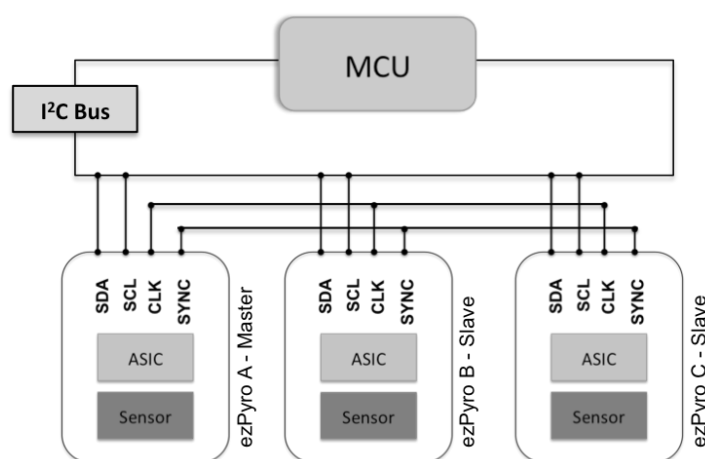 MCU
I²C Bus
SDA
SCL
CLK
SYNC
ASIC
Sensor
ezPyro A - Master
SDA
SCL
CLK
SYNC
ASIC
Sensor
ezPyro B - Slave
SDA
SCL
CLK
SYNC
ASIC
Sensor
ezPyro C - Slave